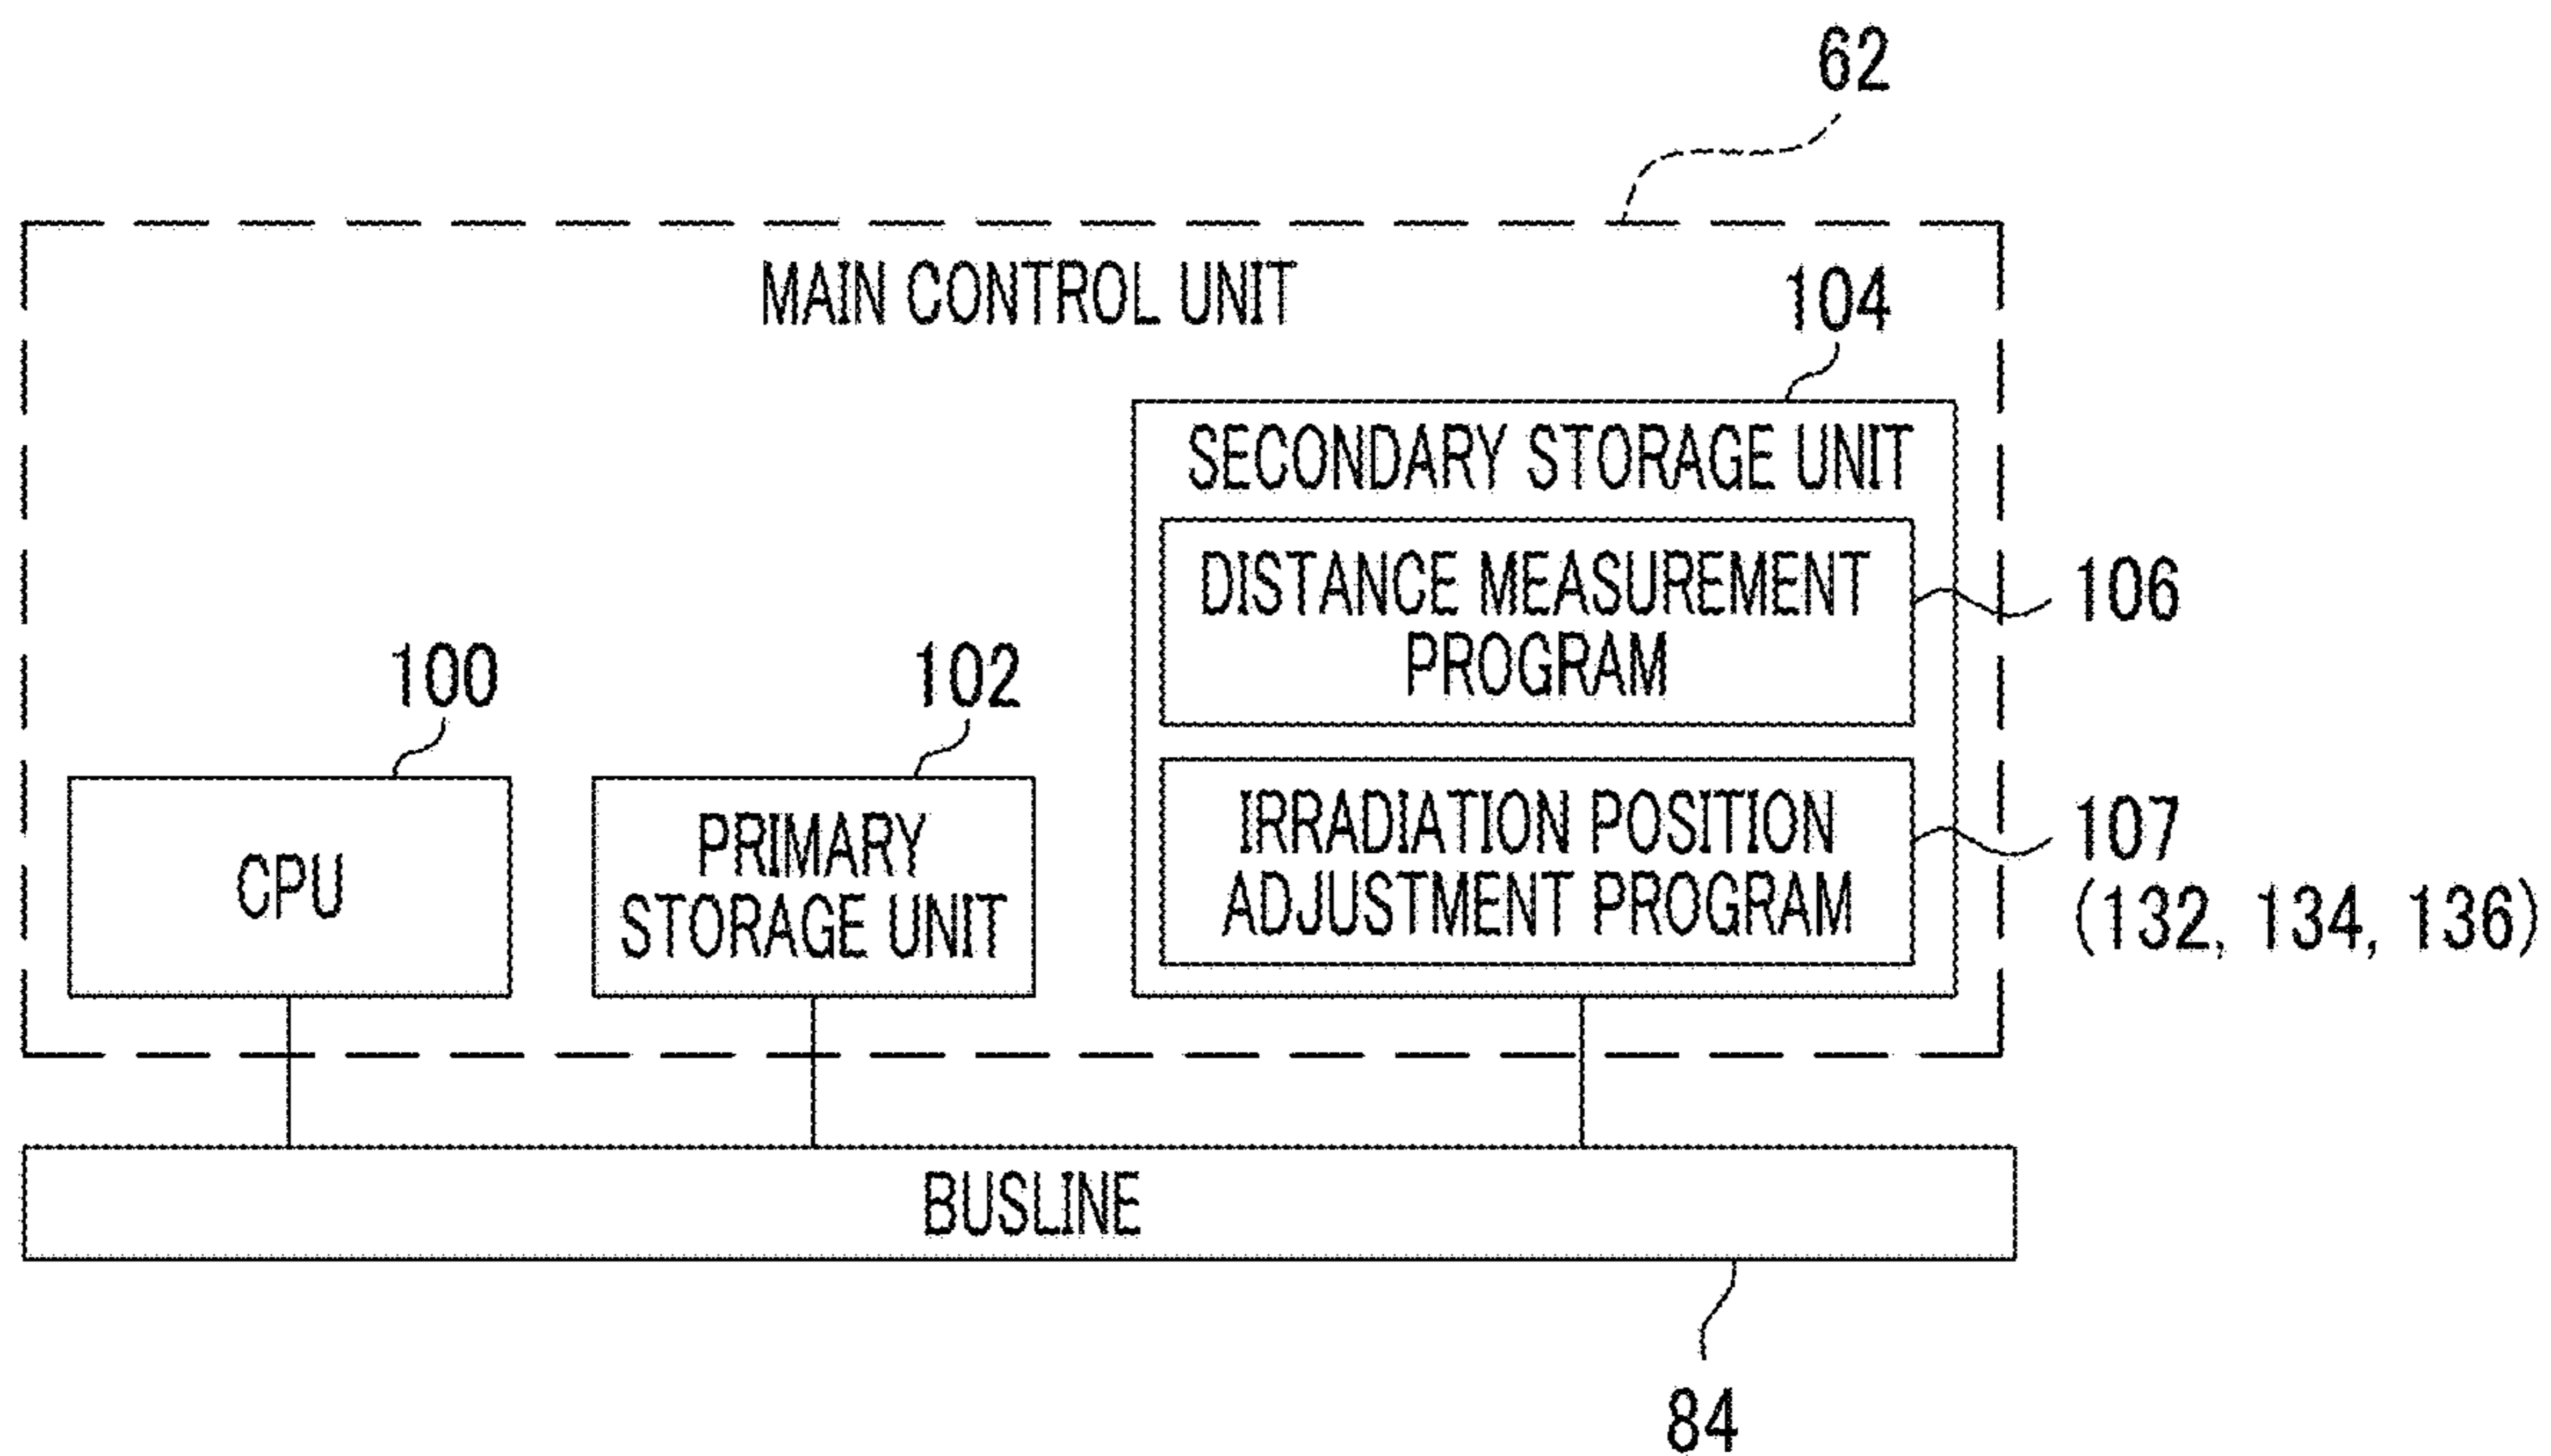 62
MAIN CONTROL UNIT
104
SECONDARY STORAGE UNIT
DISTANCE MEASUREMENT
PROGRAM
106
100
102
IRRADIATION POSITION
ADJUSTMENT PROGRAM
107
(132, 134, 136)
CPU
PRIMARY
STORAGE UNIT
BUSLINE
84